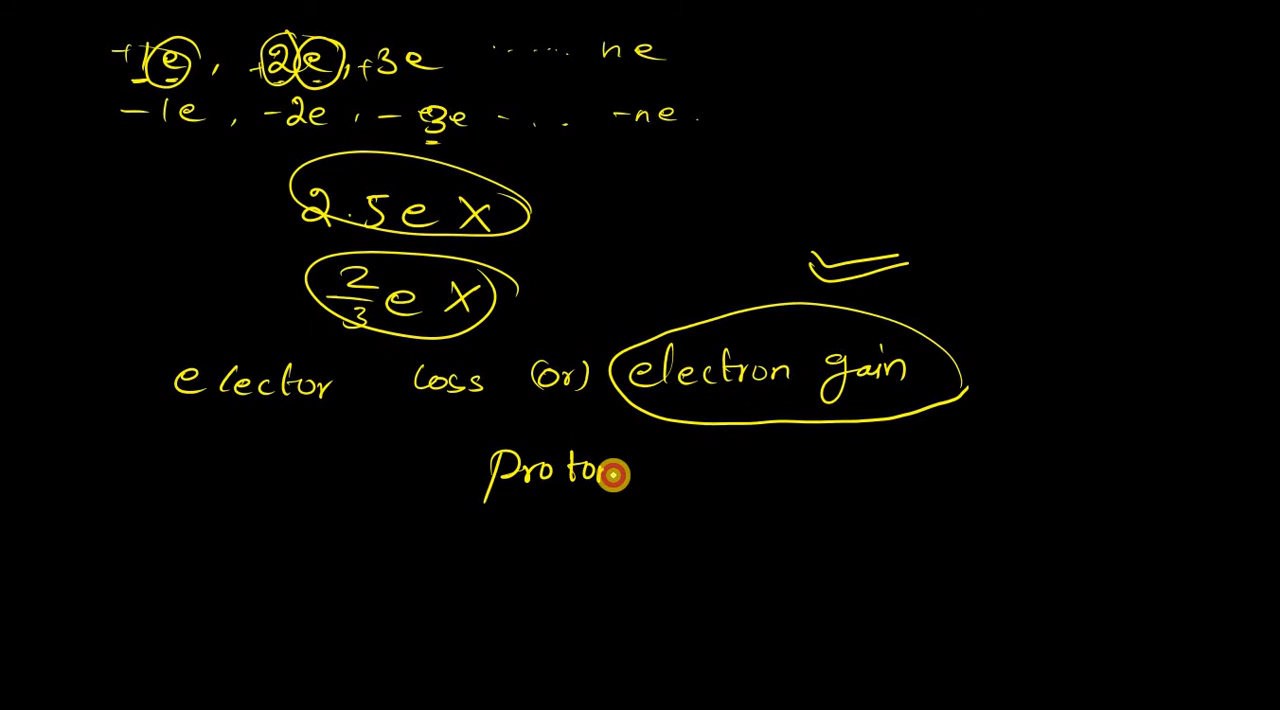 +1e, +2e, +3e ...... ne
-1e, -2e, - 3e - ... -ne.
2.5e X
2/3 e X
elector loss (or) electron gain
Proto